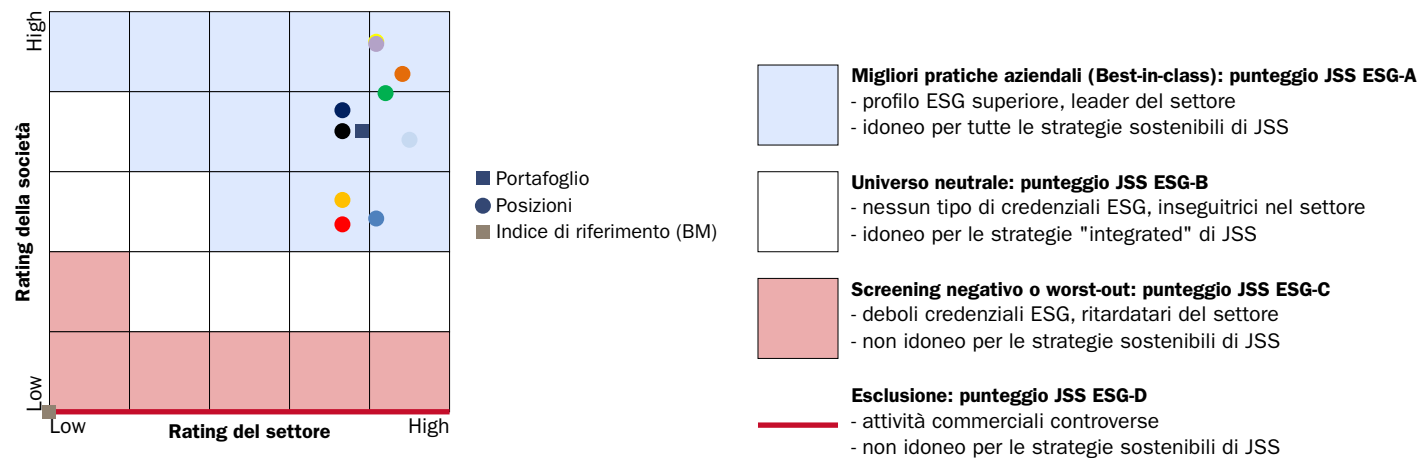 High
Rating della società
Low
Low
Rating del settore
High
Portafoglio
Posizioni
Indice di riferimento (BM)
Migliori pratiche aziendali (Best-in-class): punteggio JSS ESG-A
- profilo ESG superiore, leader del settore
- idoneo per tutte le strategie sostenibili di JSS
Universo neutrale: punteggio JSS ESG-B
- nessun tipo di credenziali ESG, inseguitrici nel settore
- idoneo per le strategie "integrated" di JSS
Screening negativo o worst-out: punteggio JSS ESG-C
- deboli credenziali ESG, ritardatari del settore
- non idoneo per le strategie sostenibili di JSS
Esclusione: punteggio JSS ESG-D
- attività commerciali controverse
- non idoneo per le strategie sostenibili di JSS